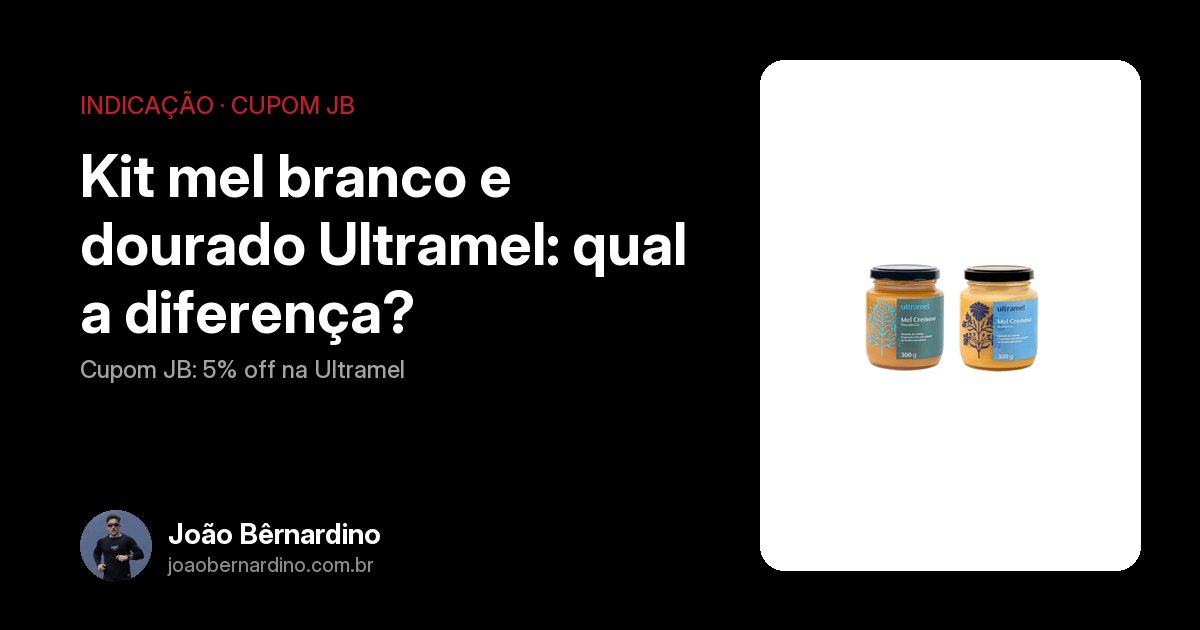 INDICAÇÃO · CUPOM JB
Kit mel branco e
dourado Ultramel: qual
a diferença?
Cupom JB: 5% off na Ultramel
João Bêrnardino
joaobernardino.com.br
ultramel
Mel Cremoso
300 g
ultramel
Mel Cremoso
300 g